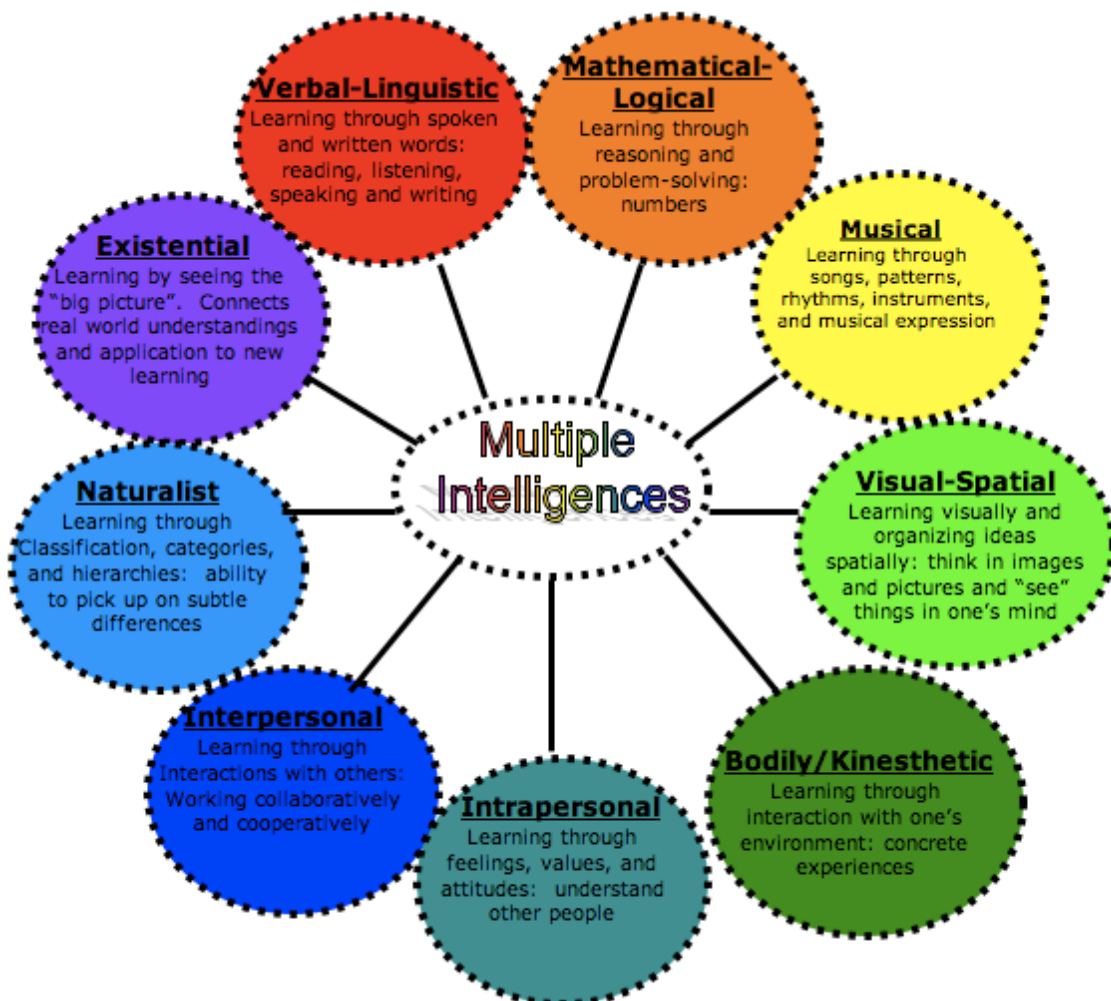 Verbal-Linguistic
Learning through spoken
and written words:
reading, listening,
speaking and writing
Mathematical-
Logical
Learning through
reasoning and
problem-solving:
numbers
Musical
Learning through
songs, patterns,
rhythms, instruments,
and musical expression
Visual-Spatial
Learning visually and
organizing ideas
spatially: think in images
and pictures and “see”
things in one’s mind
Bodily/Kinesthetic
Learning through
interaction with one’s
environment: concrete
experiences
Intrapersonal
Learning through
feelings, values, and
attitudes: understand
other people
Interpersonal
Learning through
Interactions with others:
Working collaboratively
and cooperatively
Naturalist
Learning through
Classification, categories,
and hierarchies: ability
to pick up on subtle
differences
Existential
Learning by seeing the
“big picture”. Connects
real world understandings
and application to new
learning
Multiple
Intelligences